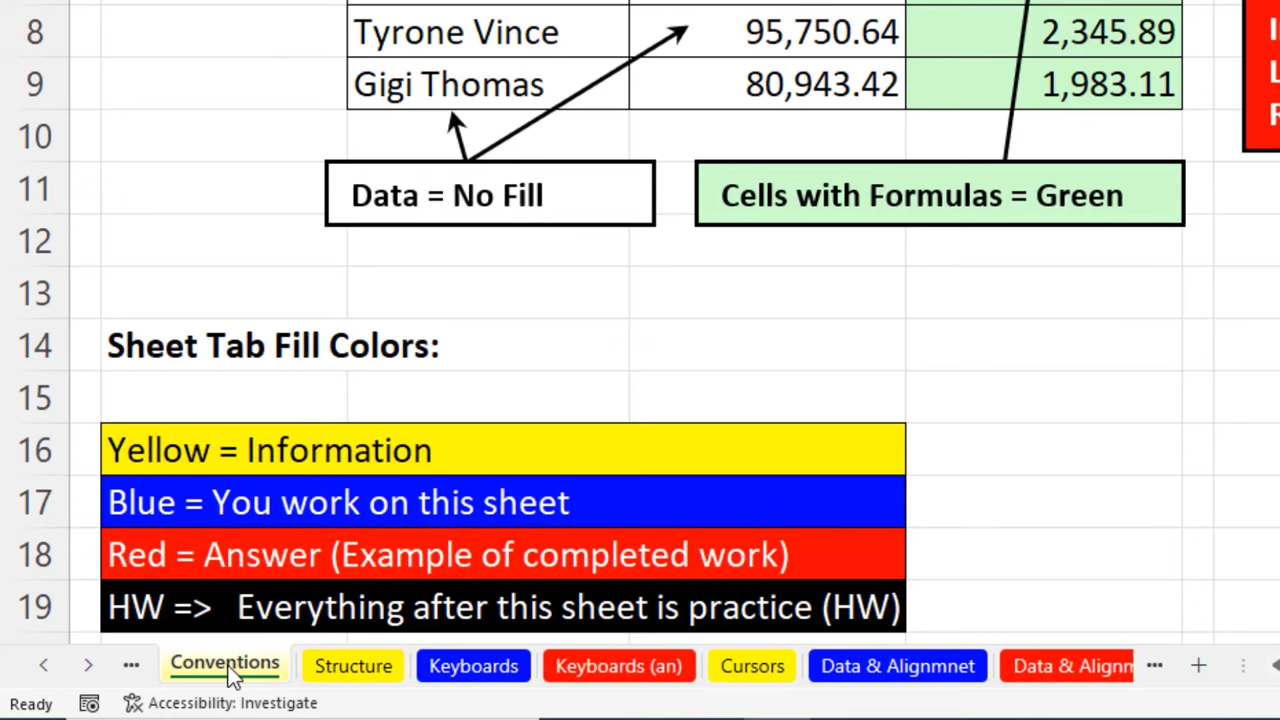 8 Tyrone Vince 95,750.64 2,345.89
9 Gigi Thomas 80,943.42 1,983.11
10
11 Data = No Fill Cells with Formulas = Green
12
13
14 Sheet Tab Fill Colors:
15
16 Yellow = Information
17 Blue = You work on this sheet
18 Red = Answer (Example of completed work)
19 HW => Everything after this sheet is practice (HW)
Conventions Structure Keyboards Keyboards (an) Cursors Data & Alignmnet Data & Alignm
Ready Accessibility: Investigate